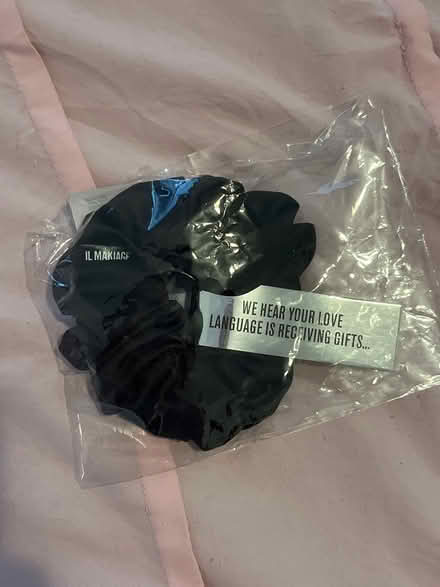 IL MAKIAGE
WE HEAR YOUR LOVE
LANGUAGE IS RECEIVING GIFTS...